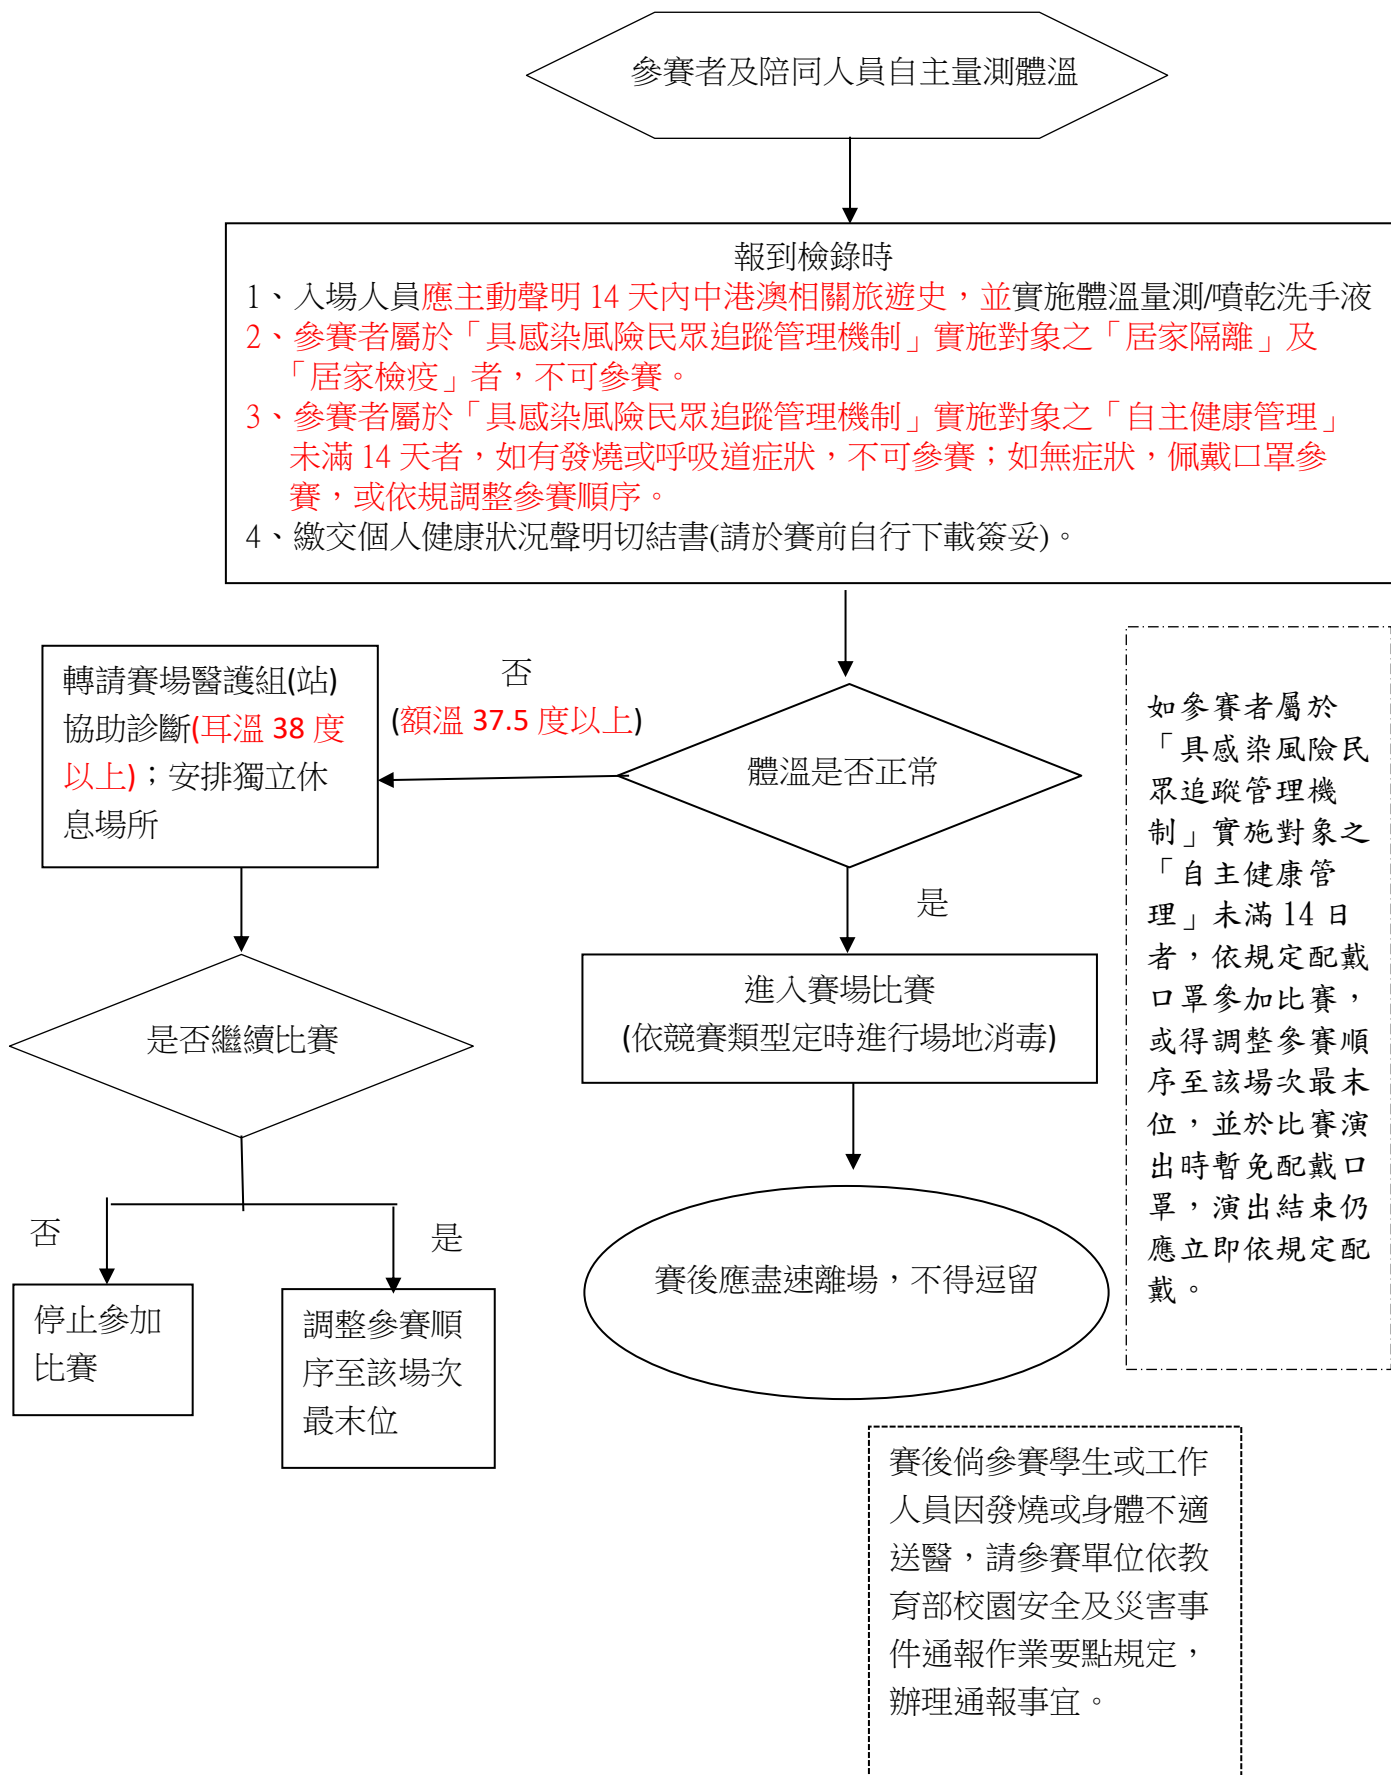 參賽者及陪同人員自主量測體溫
報到檢錄時
1、入場人員應主動聲明 14 天內中港澳相關旅遊史，並實施體溫量測/噴乾洗手液
2、參賽者屬於「具感染風險民眾追蹤管理機制」實施對象之「居家隔離」及
「居家檢疫」者，不可參賽。
3、參賽者屬於「具感染風險民眾追蹤管理機制」實施對象之「自主健康管理」
未滿 14 天者，如有發燒或呼吸道症狀，不可參賽；如無症狀，佩戴口罩參
賽，或依規調整參賽順序。
4、繳交個人健康狀況聲明切結書(請於賽前自行下載簽妥)。
轉請賽場醫護組(站)
協助診斷(耳溫 38 度
以上)；安排獨立休
息場所
否
(額溫 37.5 度以上)
體溫是否正常
是
進入賽場比賽
(依競賽類型定時進行場地消毒)
賽後應盡速離場，不得逗留
是否繼續比賽
否
是
停止參加
比賽
調整參賽順
序至該場次
最末位
如參賽者屬於
「具感染風險民
眾追蹤管理機
制」實施對象之
「自主健康管
理」未滿 14 日
者，依規定配戴
口罩參加比賽，
或得調整參賽順
序至該場次最末
位，並於比賽演
出時暫免配戴口
罩，演出結束仍
應立即依規定配
戴。
賽後倘參賽學生或工作
人員因發燒或身體不適
送醫，請參賽單位依教
育部校園安全及災害事
件通報作業要點規定，
辦理通報事宜。